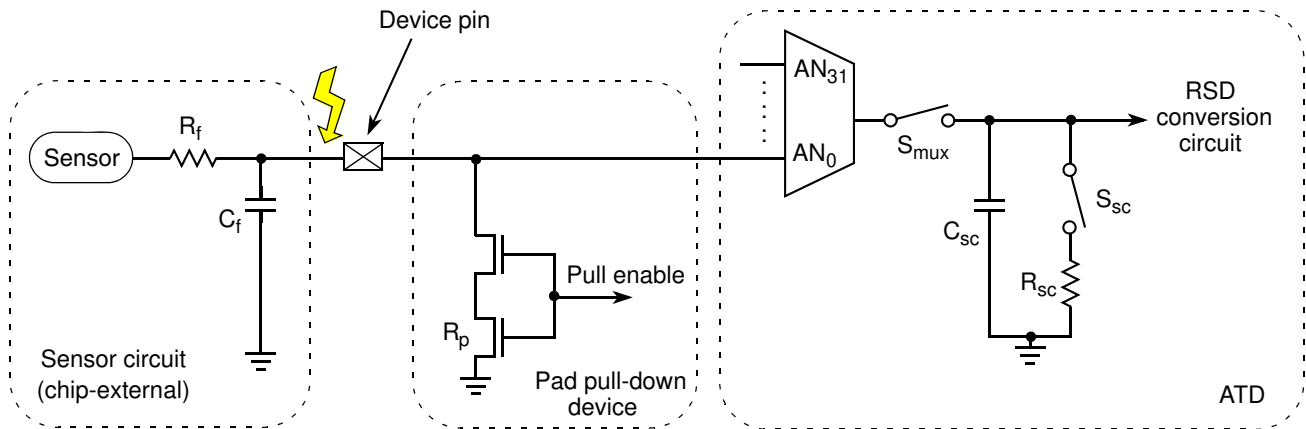 Device pin
Sensor
Rf
Cf
Sensor circuit
(chip-external)
Pull enable
Rp
Pad pull-down
device
AN31
AN0
Smux
Csc
Ssc
Rsc
RSD
conversion
circuit
ATD